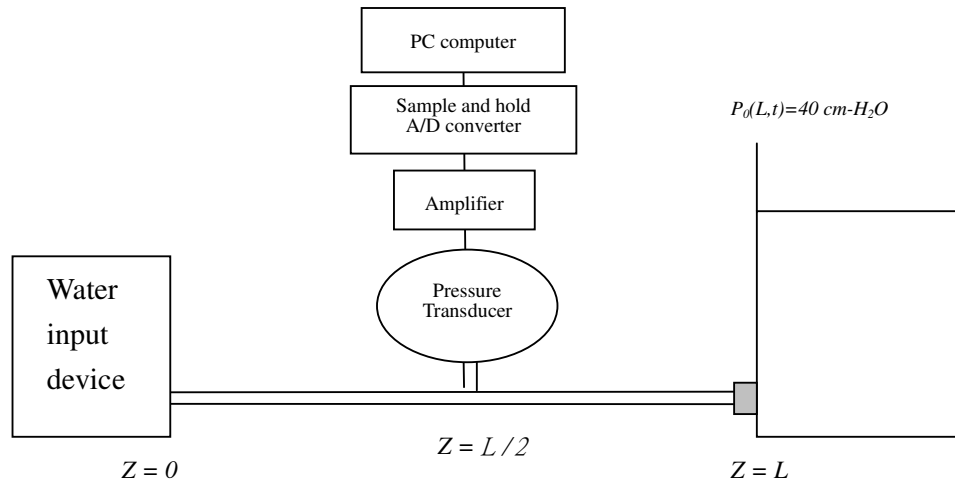 PC computer
Sample and hold
A/D converter
P₀(L,t)=40 cm-H₂O
Amplifier
Water
input
device
Pressure
Transducer
Z = L/2
Z = 0
Z = L